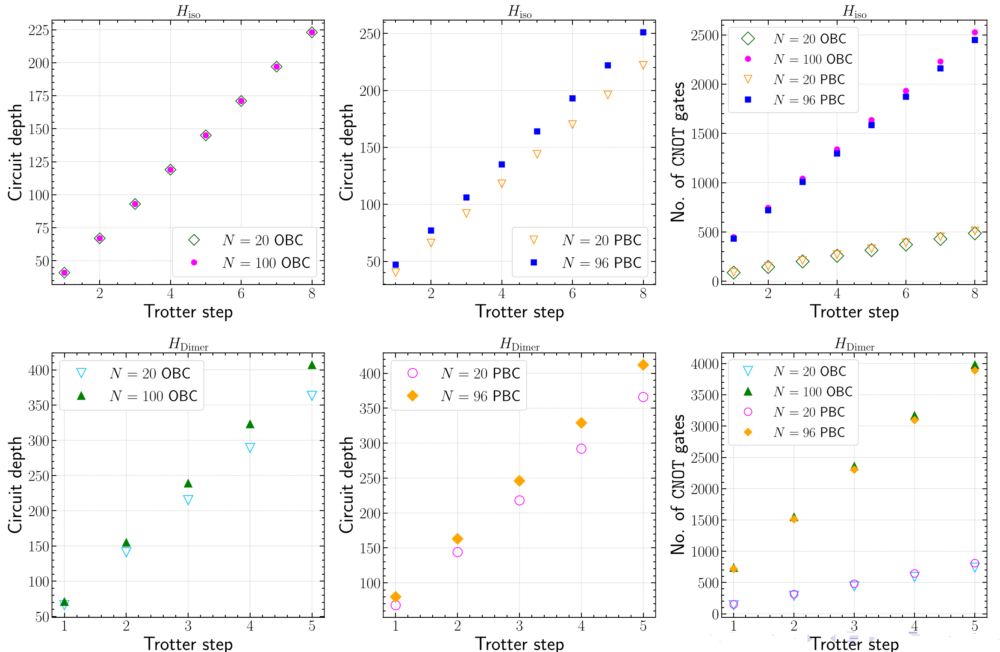 H_iso
Circuit depth
225
200
175
150
125
100
75
50
N = 20 OBC
N = 100 OBC
2 4 6 8
Trotter step
H_iso
Circuit depth
250
200
150
100
50
N = 20 PBC
N = 96 PBC
2 4 6 8
Trotter step
H_iso
No. of CNOT gates
2500
2000
1500
1000
500
0
N = 20 OBC
N = 100 OBC
N = 20 PBC
N = 96 PBC
2 4 6 8
Trotter step
H_Dimer
Circuit depth
400
350
300
250
200
150
100
50
N = 20 OBC
N = 100 OBC
1 2 3 4 5
Trotter step
H_Dimer
Circuit depth
400
350
300
250
200
150
100
N = 20 PBC
N = 96 PBC
1 2 3 4 5
Trotter step
H_Dimer
No. of CNOT gates
4000
3500
3000
2500
2000
1500
1000
500
0
N = 20 OBC
N = 100 OBC
N = 20 PBC
N = 96 PBC
1 2 3 4 5
Trotter step